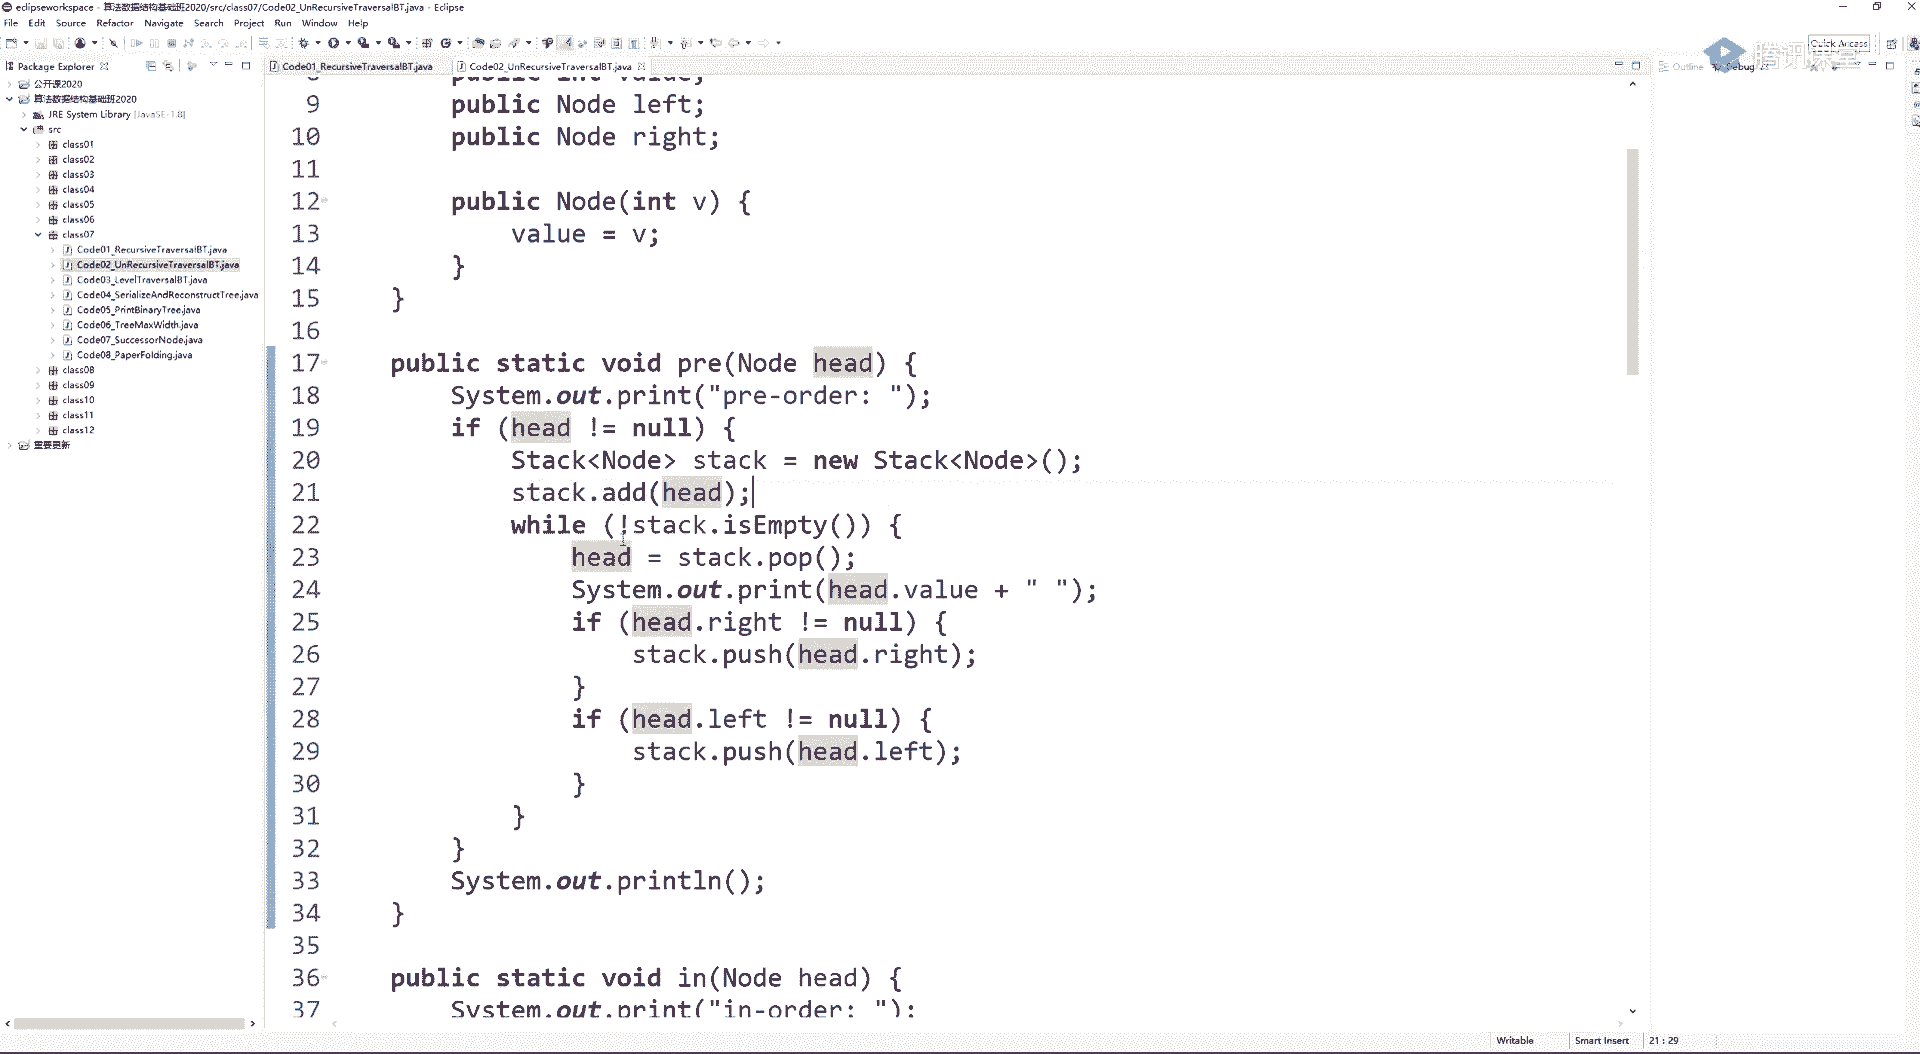 eclipseworkspace - 算法数据结构基础班2020/src/class07/Code02_UnRecursiveTraversalBT.java - Eclipse
File Edit Source Refactor Navigate Search Project Run Window Help
Quick Access
腾讯课堂
Package Explorer
Code01_RecursiveTraversalBT.java
Code02_UnRecursiveTraversalBT.java
Outline
Debug
公开课2020
算法数据结构基础班2020
JRE System Library [JavaSE-1.8]
src
class01
class02
class03
class04
class05
class06
class07
Code01_RecursiveTraversalBT.java
Code02_UnRecursiveTraversalBT.java
Code03_LevelTraversalBT.java
Code04_SerializeAndReconstructTree.java
Code05_PrintBinaryTree.java
Code06_TreeMaxWidth.java
Code07_SuccessorNode.java
Code08_PaperFolding.java
class08
class09
class10
class11
class12
重要更新
public int value;
9 public Node left;
10 public Node right;
11
12 public Node(int v) {
13 value = v;
14 }
15 }
16
17 public static void pre(Node head) {
18 System.out.print("pre-order: ");
19 if (head != null) {
20 Stack<Node> stack = new Stack<Node>();
21 stack.add(head);
22 while (!stack.isEmpty()) {
23 head = stack.pop();
24 System.out.print(head.value + " ");
25 if (head.right != null) {
26 stack.push(head.right);
27 }
28 if (head.left != null) {
29 stack.push(head.left);
30 }
31 }
32 }
33 System.out.println();
34 }
35
36 public static void in(Node head) {
37 System.out.print("in-order: ");
Writable
Smart Insert
21 : 29